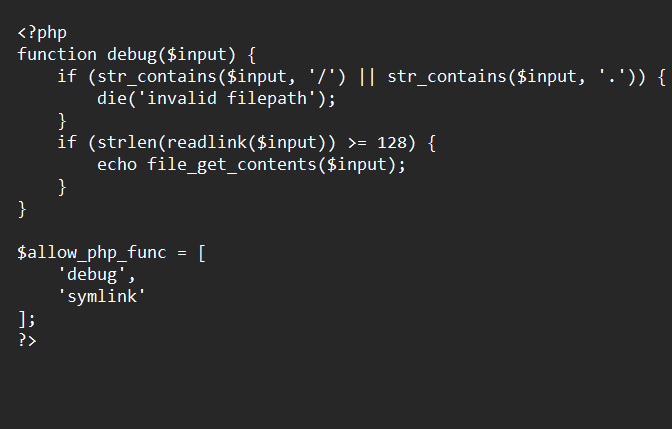 <?php
function debug($input) {
    if (str_contains($input, '/') || str_contains($input, '.')) {
        die('invalid filepath');
    }
    if (strlen(readlink($input)) >= 128) {
        echo file_get_contents($input);
    }
}

$allow_php_func = [
    'debug',
    'symlink'
];
?>